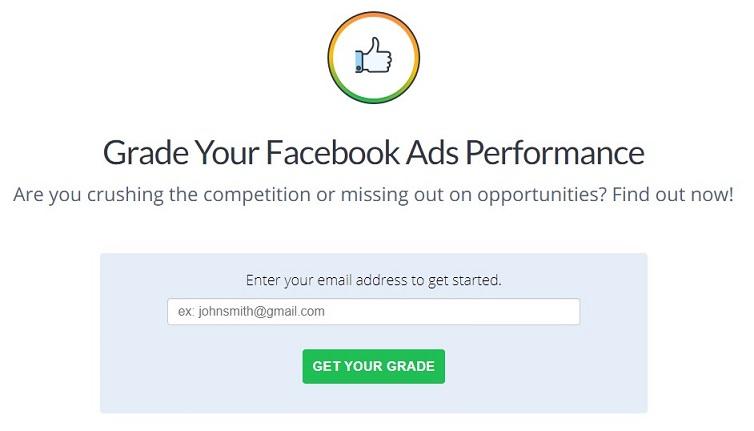 Grade Your Facebook Ads Performance
Are you crushing the competition or missing out on opportunities? Find out now!
Enter your email address to get started.
ex: johnsmith@gmail.com
GET YOUR GRADE